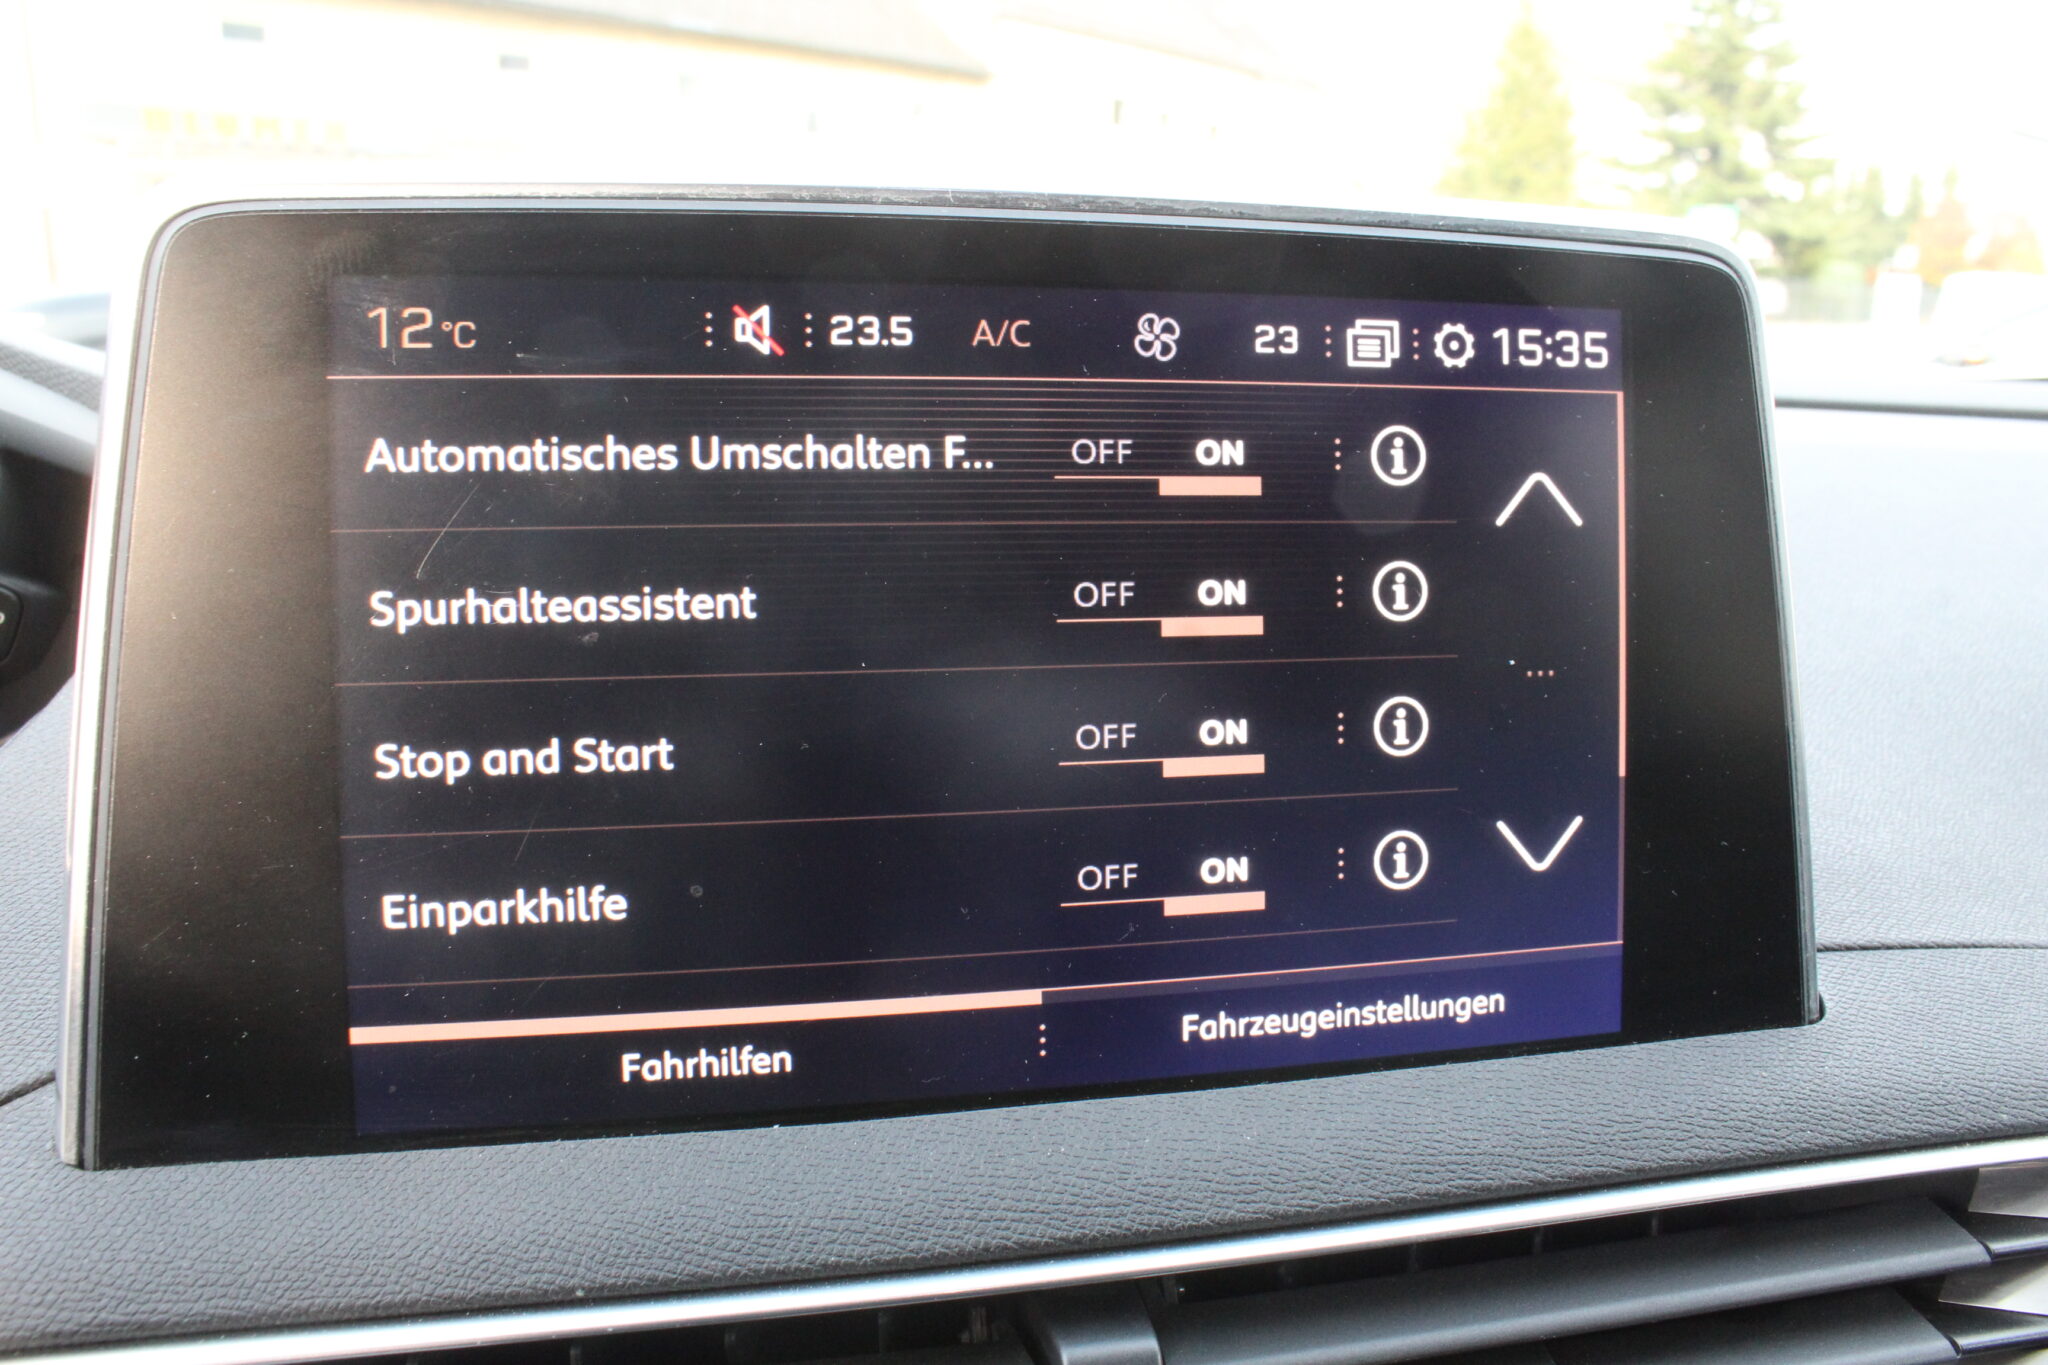 12°C 23.5 A/C 23 15:35
Automatisches Umschalten F... OFF ON
Spurhalteassistent OFF ON
Stop and Start OFF ON
Einparkhilfe OFF ON
Fahrhilfen Fahrzeugeinstellungen